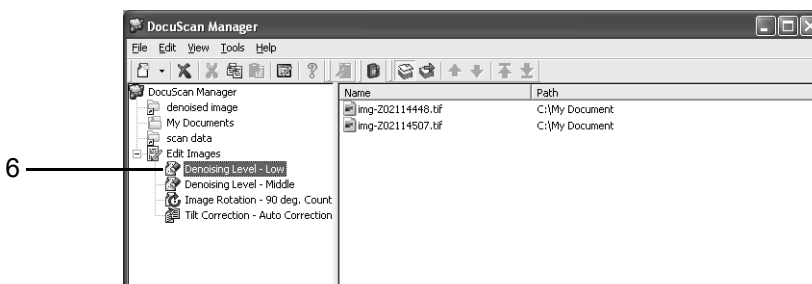 DocuScan Manager
File Edit View Tools Help
DocuScan Manager
denoised image
My Documents
scan data
Edit Images
6
Denoising Level - Low
Denoising Level - Middle
Image Rotation - 90 deg. Count
Tilt Correction - Auto Correction
Name Path
img-Z02114448.tif C:\My Document
img-Z02114507.tif C:\My Document